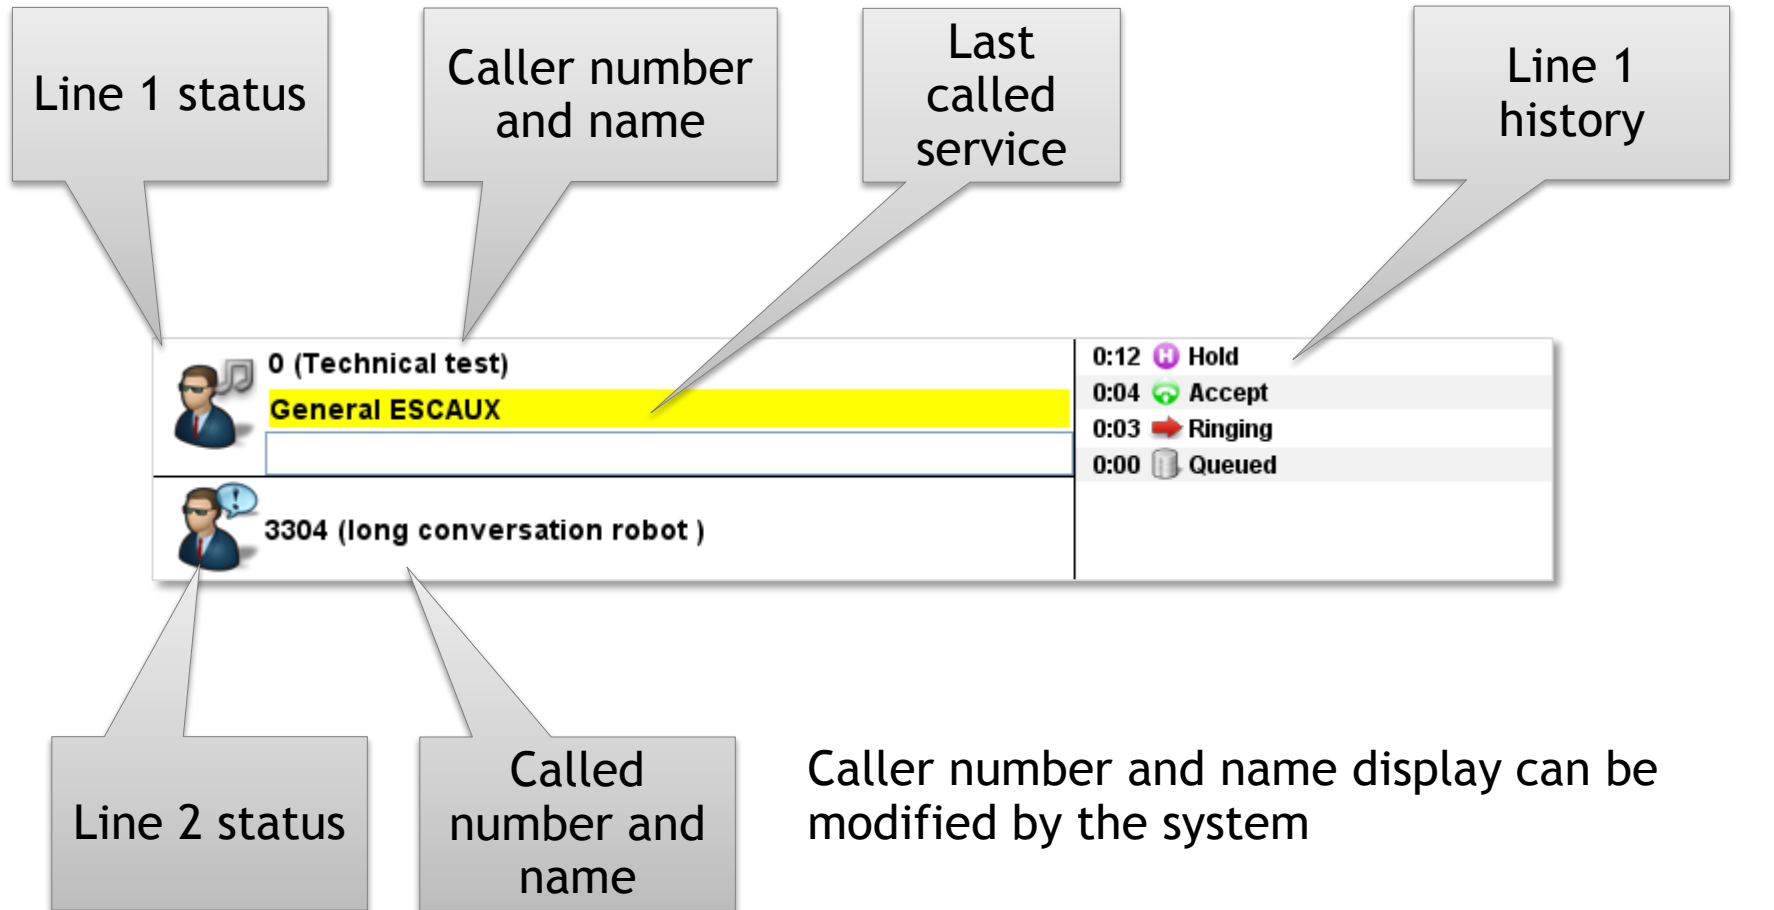 Line 1 status
Caller number
and name
Last
called
service
Line 1
history
0 (Technical test)
General ESCAUX
0:12 H Hold
0:04 Accept
0:03 Ringing
0:00 Queued
3304 (long conversation robot )
Line 2 status
Called
number and
name
Caller number and name display can be
modified by the system